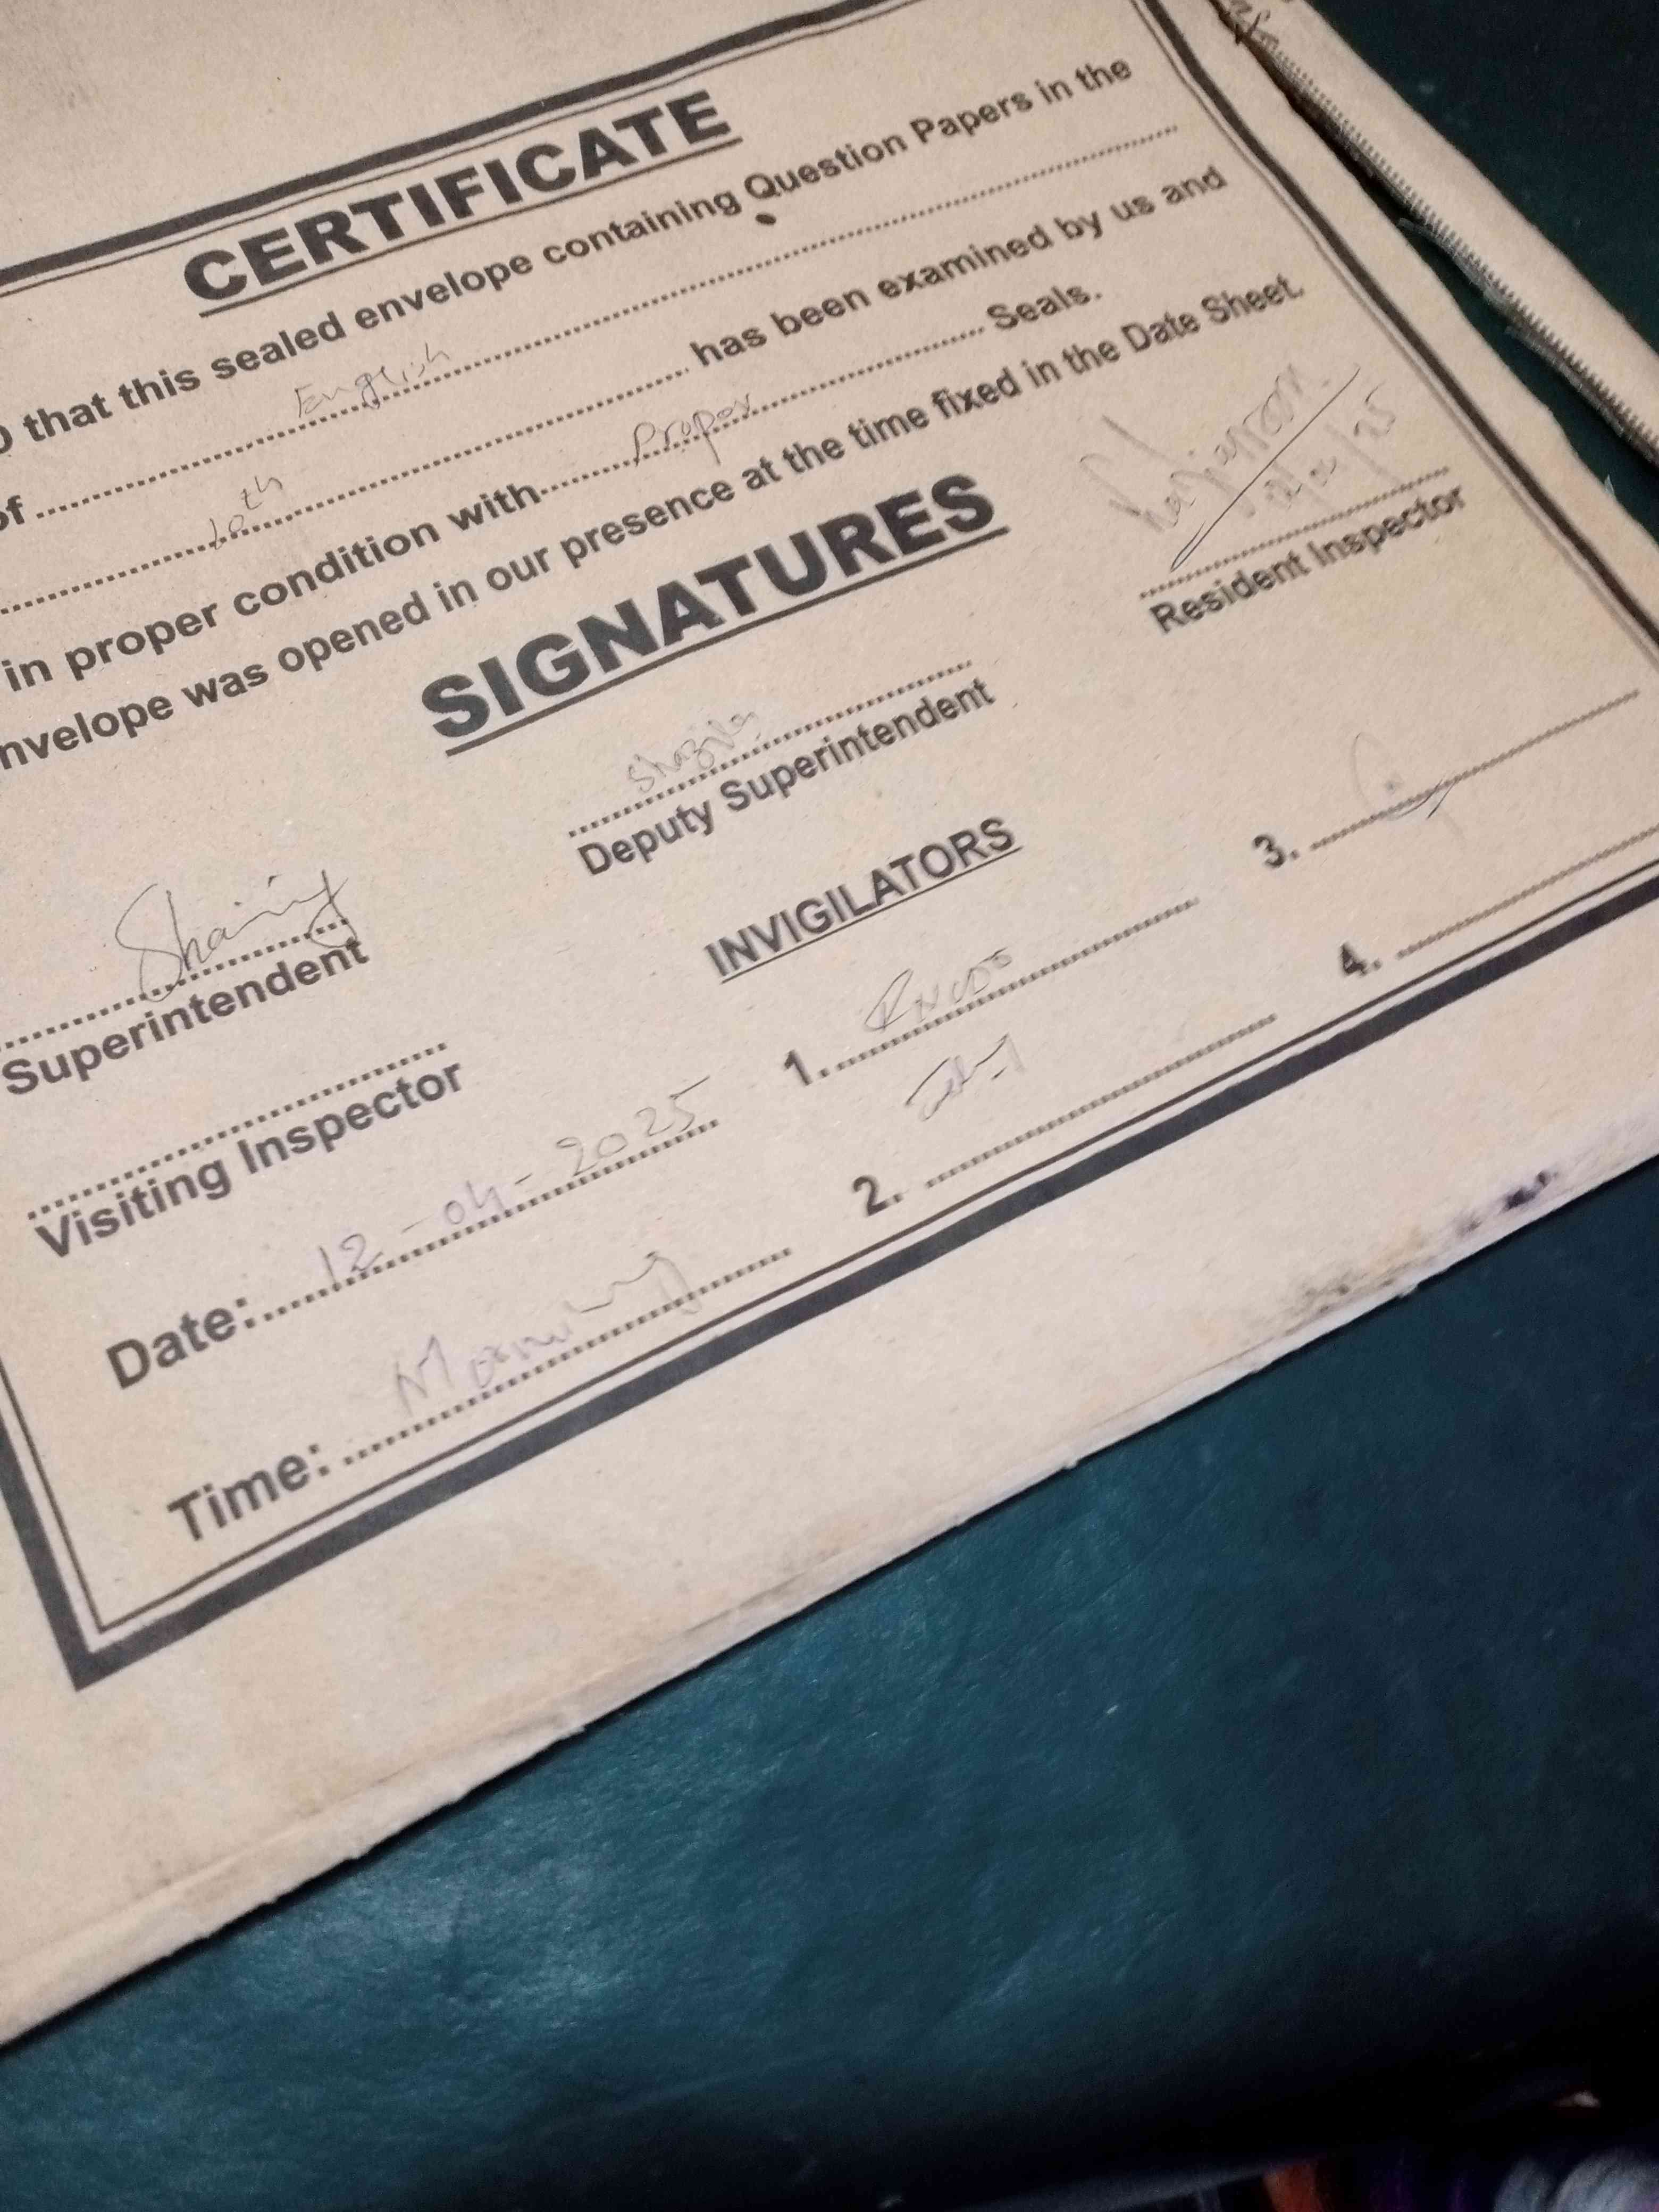 CERTIFICATE
that this sealed envelope containing Question Papers in the
of .......... English ..........
.......... 10th .......... has been examined by us and
in proper condition with .......... Proper .......... Seals.
nvelope was opened in our presence at the time fixed in the Date Sheet.
SIGNATURES
Resident Inspector
Shazia
Deputy Superintendent
Superintendent
INVIGILATORS
1.
2.
3.
4.
Visiting Inspector
Date: 12-04-2025
Time: Morning